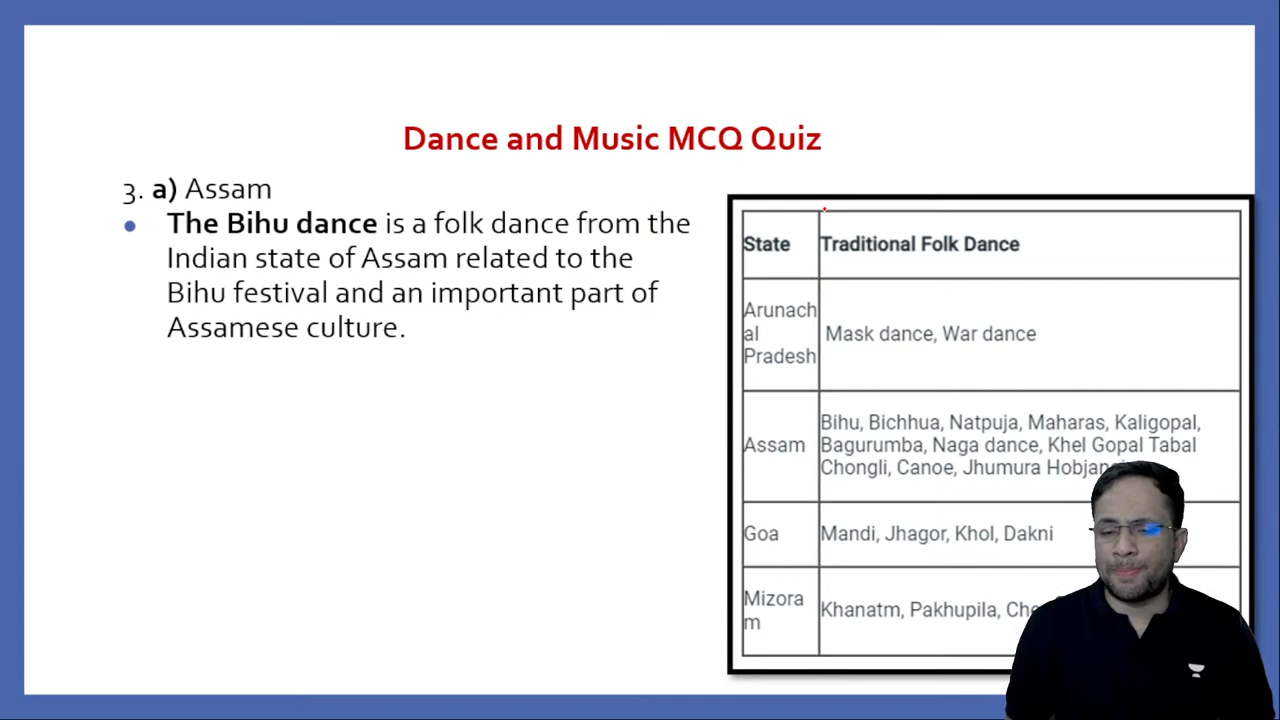 Dance and Music MCQ Quiz
3. a) Assam
• The Bihu dance is a folk dance from the
Indian state of Assam related to the
Bihu festival and an important part of
Assamese culture.
State Traditional Folk Dance
Arunach
al
Pradesh
Mask dance, War dance
Assam
Bihu, Bichhua, Natpuja, Maharas, Kaligopal,
Bagurumba, Naga dance, Khel Gopal Tabal
Chongli, Canoe, Jhumura
Goa Mandi, Jhagor, Khol, Dakni
Mizora
m
Khanatm, Pakhupila,